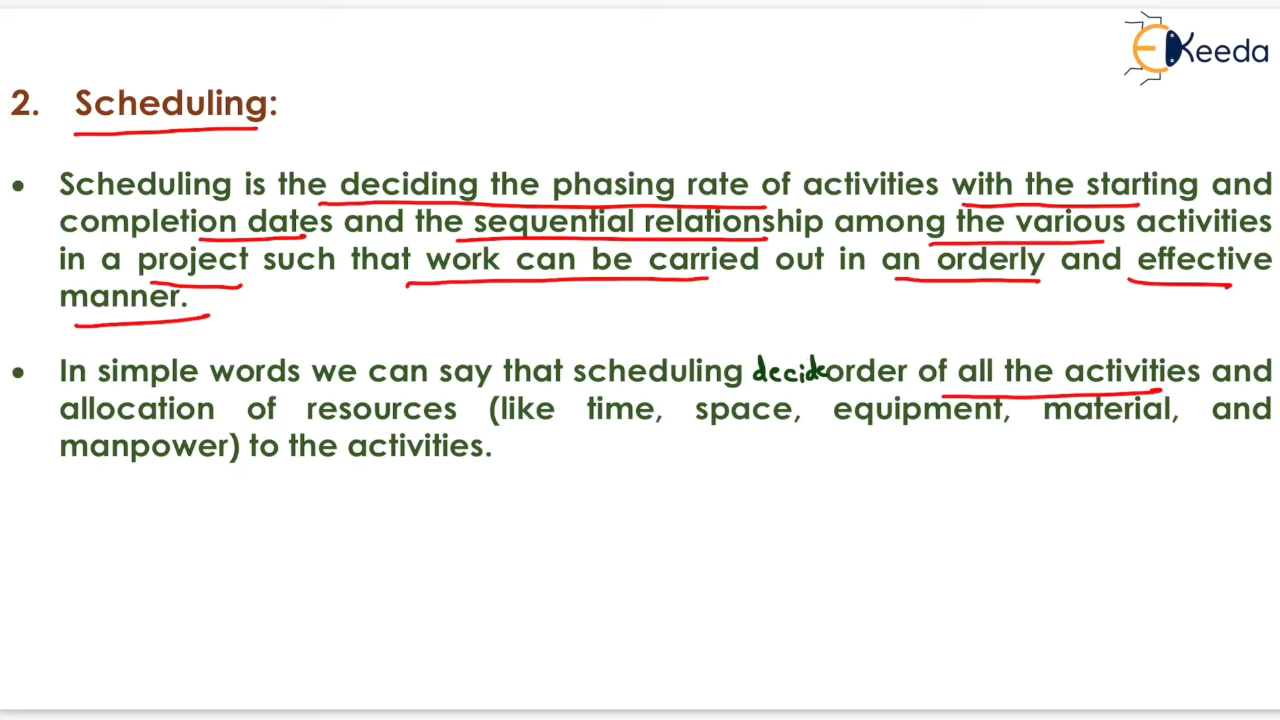 EKeeda
2. Scheduling:
• Scheduling is the deciding the phasing rate of activities with the starting and
completion dates and the sequential relationship among the various activities
in a project such that work can be carried out in an orderly and effective
manner.
• In simple words we can say that scheduling decide order of all the activities and
allocation of resources (like time, space, equipment, material, and
manpower) to the activities.